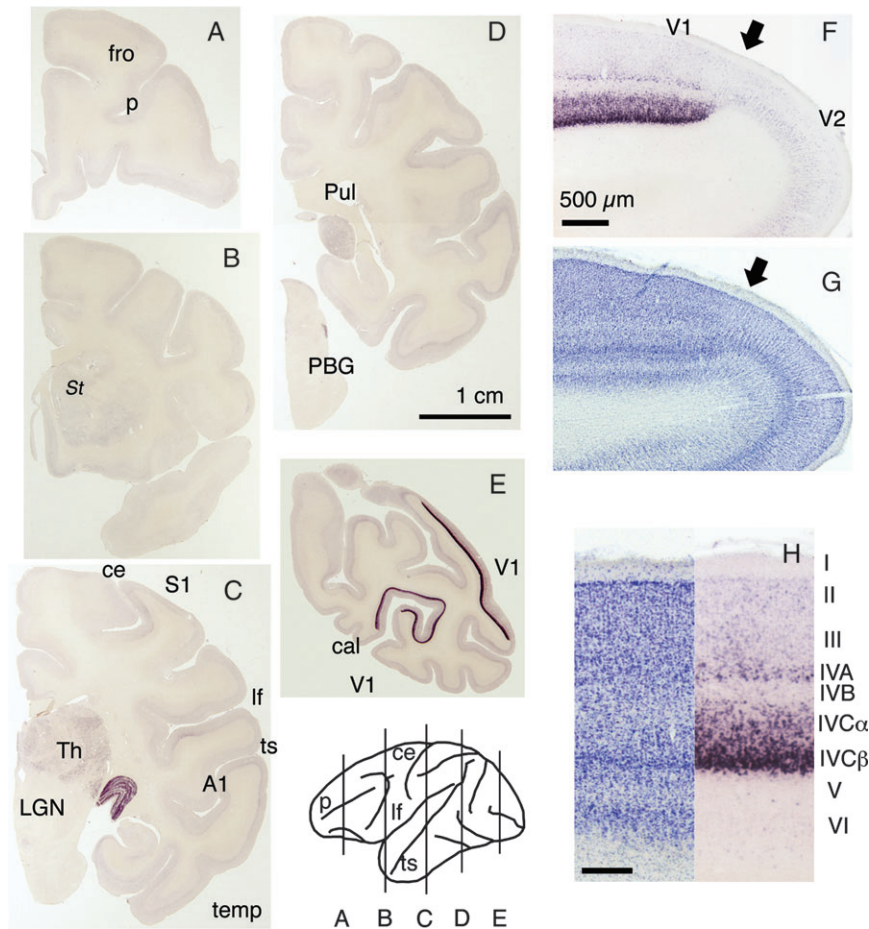 A
fro
p
B
St
C
ce
S1
lf
ts
Th
A1
LGN
temp
D
Pul
PBG
1 cm
E
V1
cal
V1
ce
p
lf
ts
A B C D E
F
V1
V2
500 µm
G
H
I
II
III
IVA
IVB
IVCα
IVCβ
V
VI